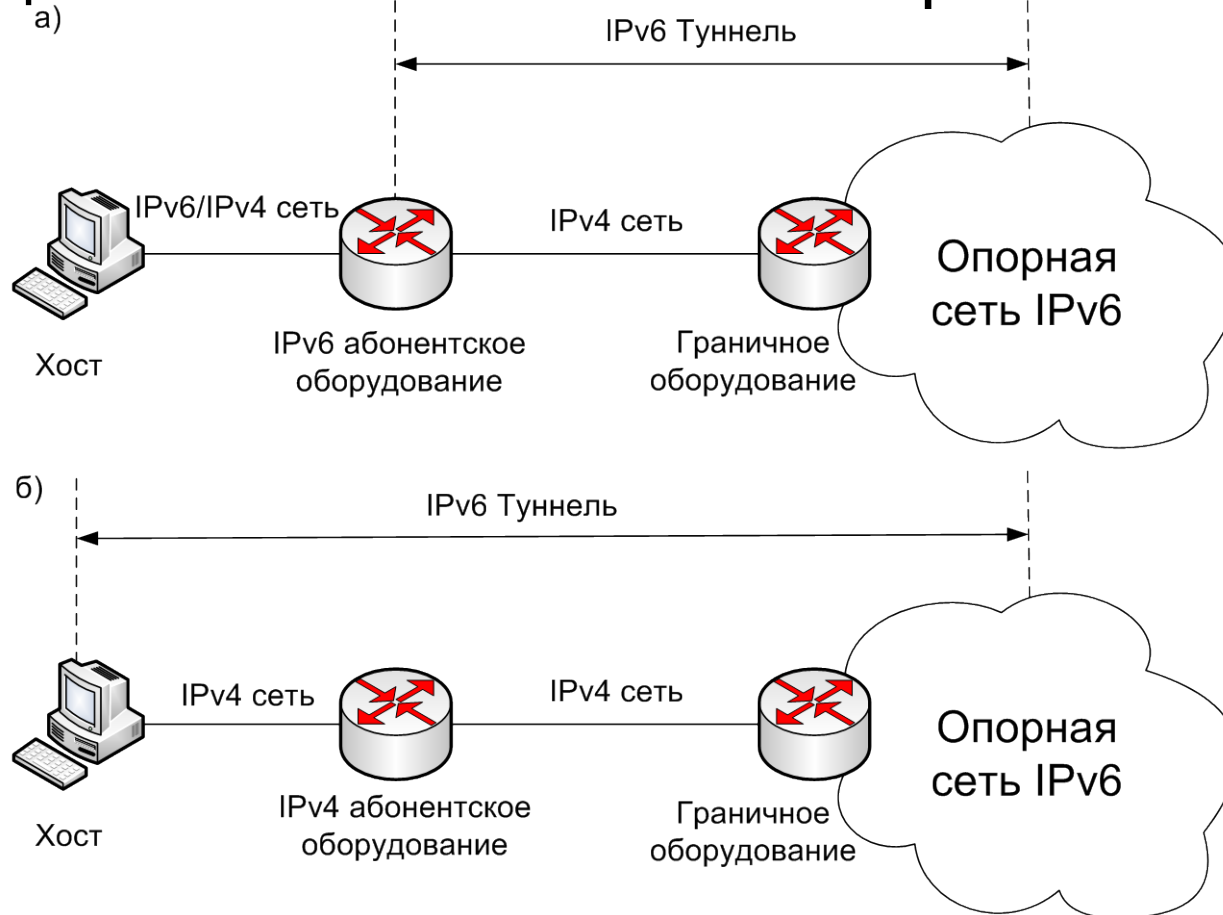 а)
IPv6 Туннель
IPv6/IPv4 сеть
IPv4 сеть
Опорная
сеть IPv6
Хост
IPv6 абонентское
оборудование
Граничное
оборудование
б)
IPv6 Туннель
IPv4 сеть
IPv4 сеть
Опорная
сеть IPv6
Хост
IPv4 абонентское
оборудование
Граничное
оборудование